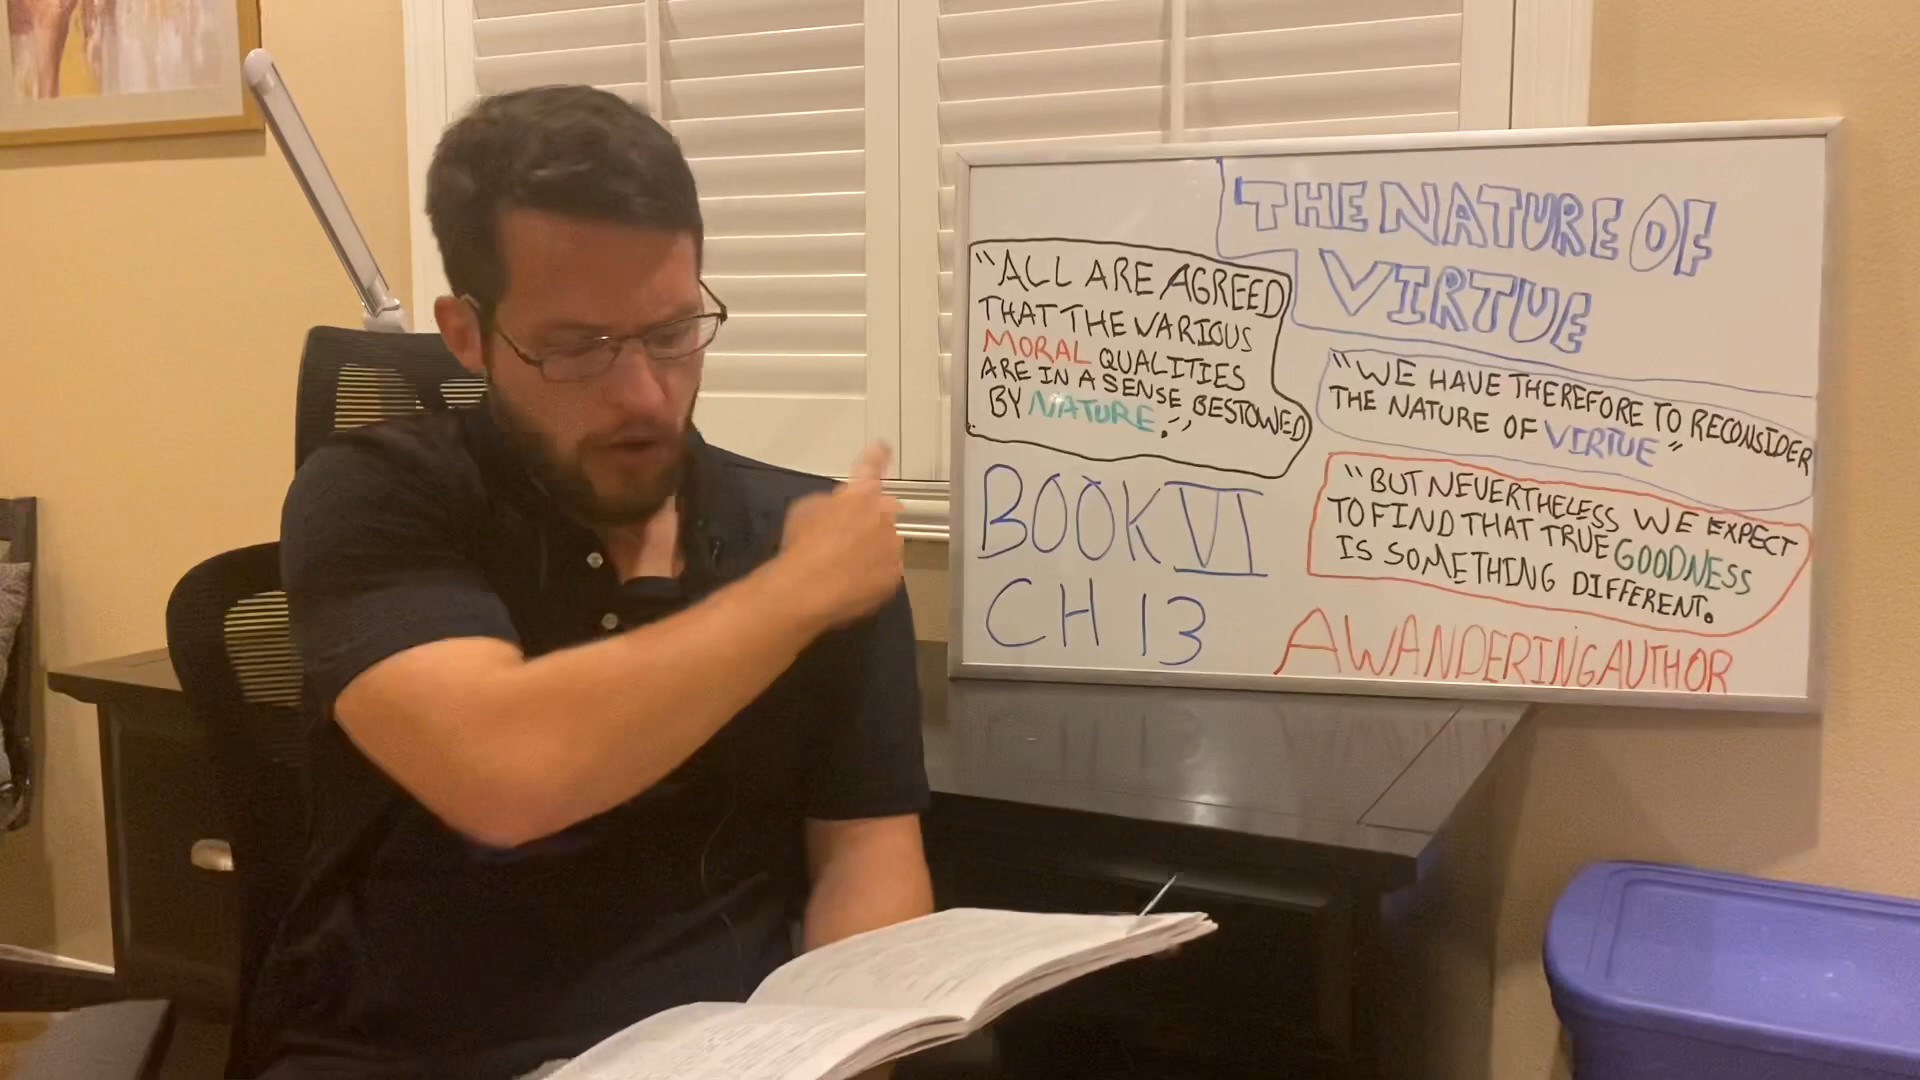 THE NATURE OF
VIRTUE
"ALL ARE AGREED
THAT THE VARIOUS
MORAL QUALITIES
ARE IN A SENSE BESTOWED
BY NATURE."
"WE HAVE THEREFORE TO RECONSIDER
THE NATURE OF VIRTUE"
"BUT NEVERTHELESS WE EXPECT
TO FIND THAT TRUE GOODNESS
IS SOMETHING DIFFERENT.
BOOK VI
CH 13
AWANDERINGAUTHOR